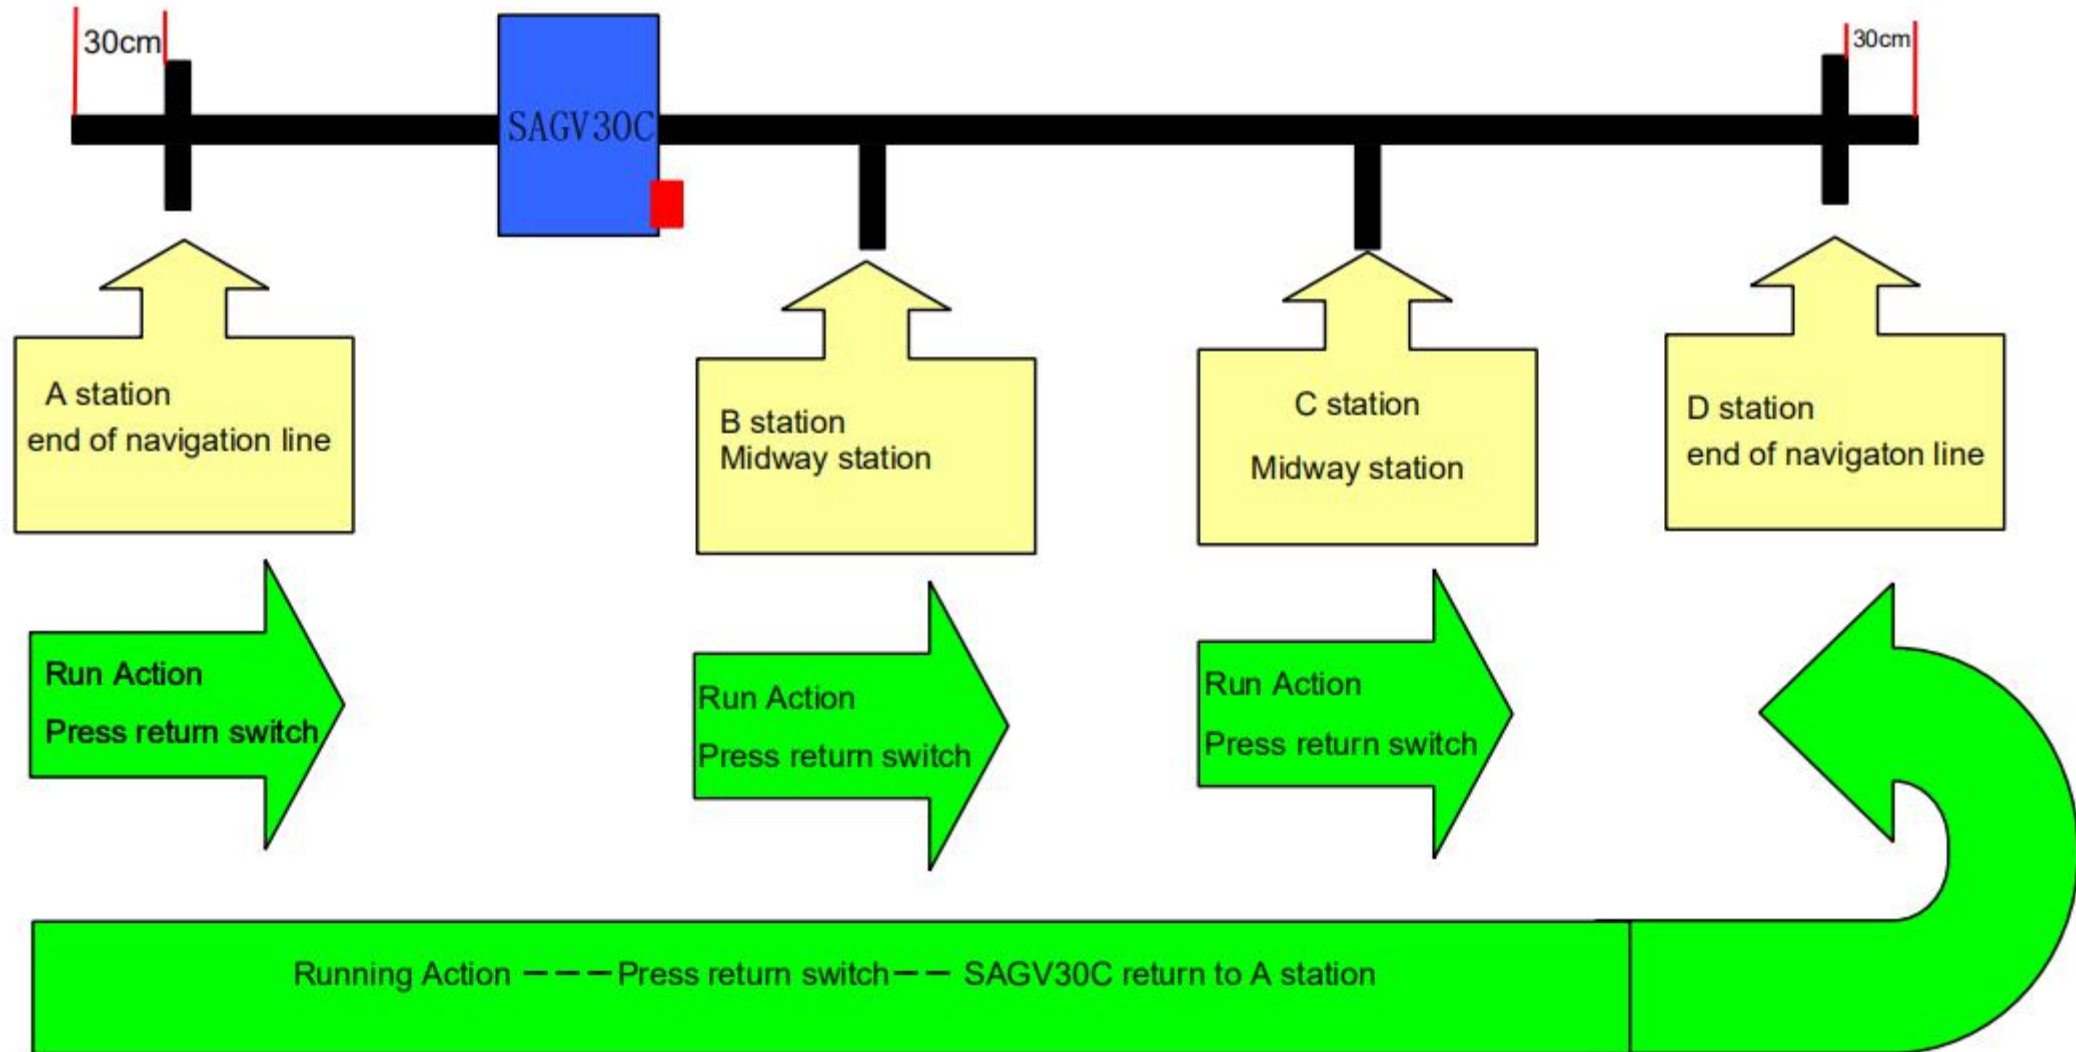 30cm
30cm
SAGV30C
A station
end of navigation line
B station
Midway station
C station
Midway station
D station
end of navigaton line
Run Action
Press return switch
Run Action
Press return switch
Run Action
Press return switch
Running Action −−−Press return switch−− SAGV30C return to A station